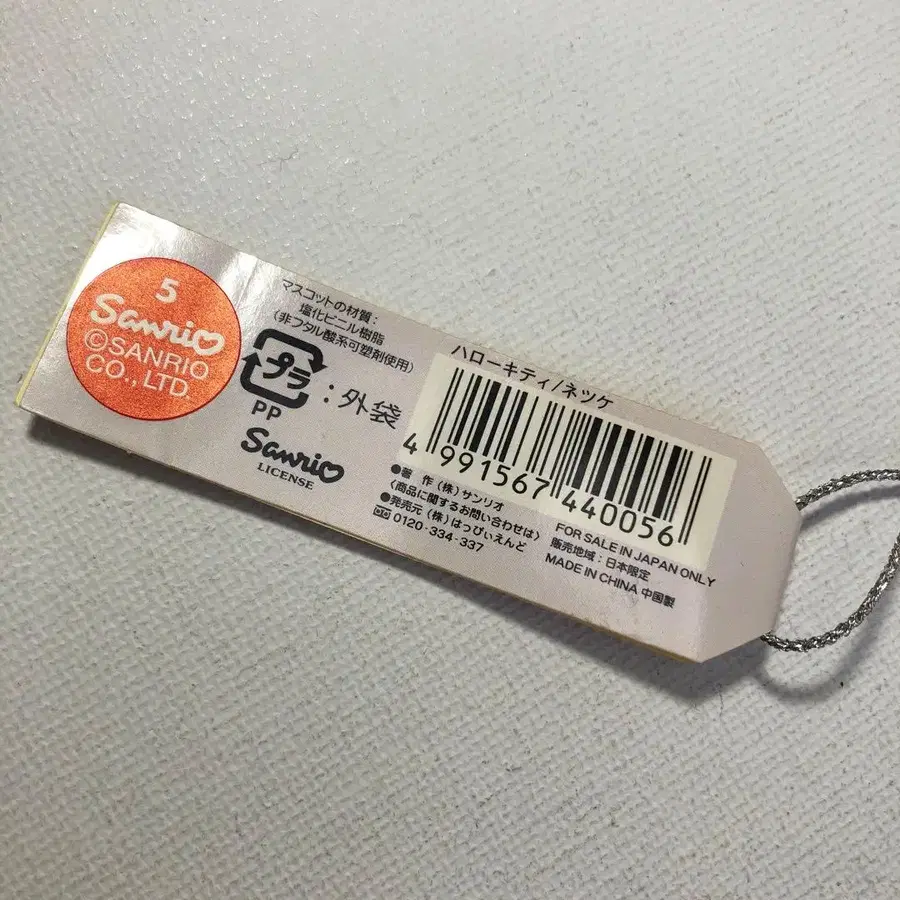 5
Sanrio
©SANRIO
CO., LTD.
マスコットの材質:
塩化ビニル樹脂
(非フタル酸系可塑剤使用)
プラ
PP
:外袋
Sanrio
LICENSE
ハローキティ/ネツケ
4 991567 440056
●著 作 (株) サンリオ
〈商品に関するお問い合わせは〉
●発売元 (株) はっぴぃえんど
0120-334-337
FOR SALE IN JAPAN ONLY
販売地域:日本限定
MADE IN CHINA 中国製